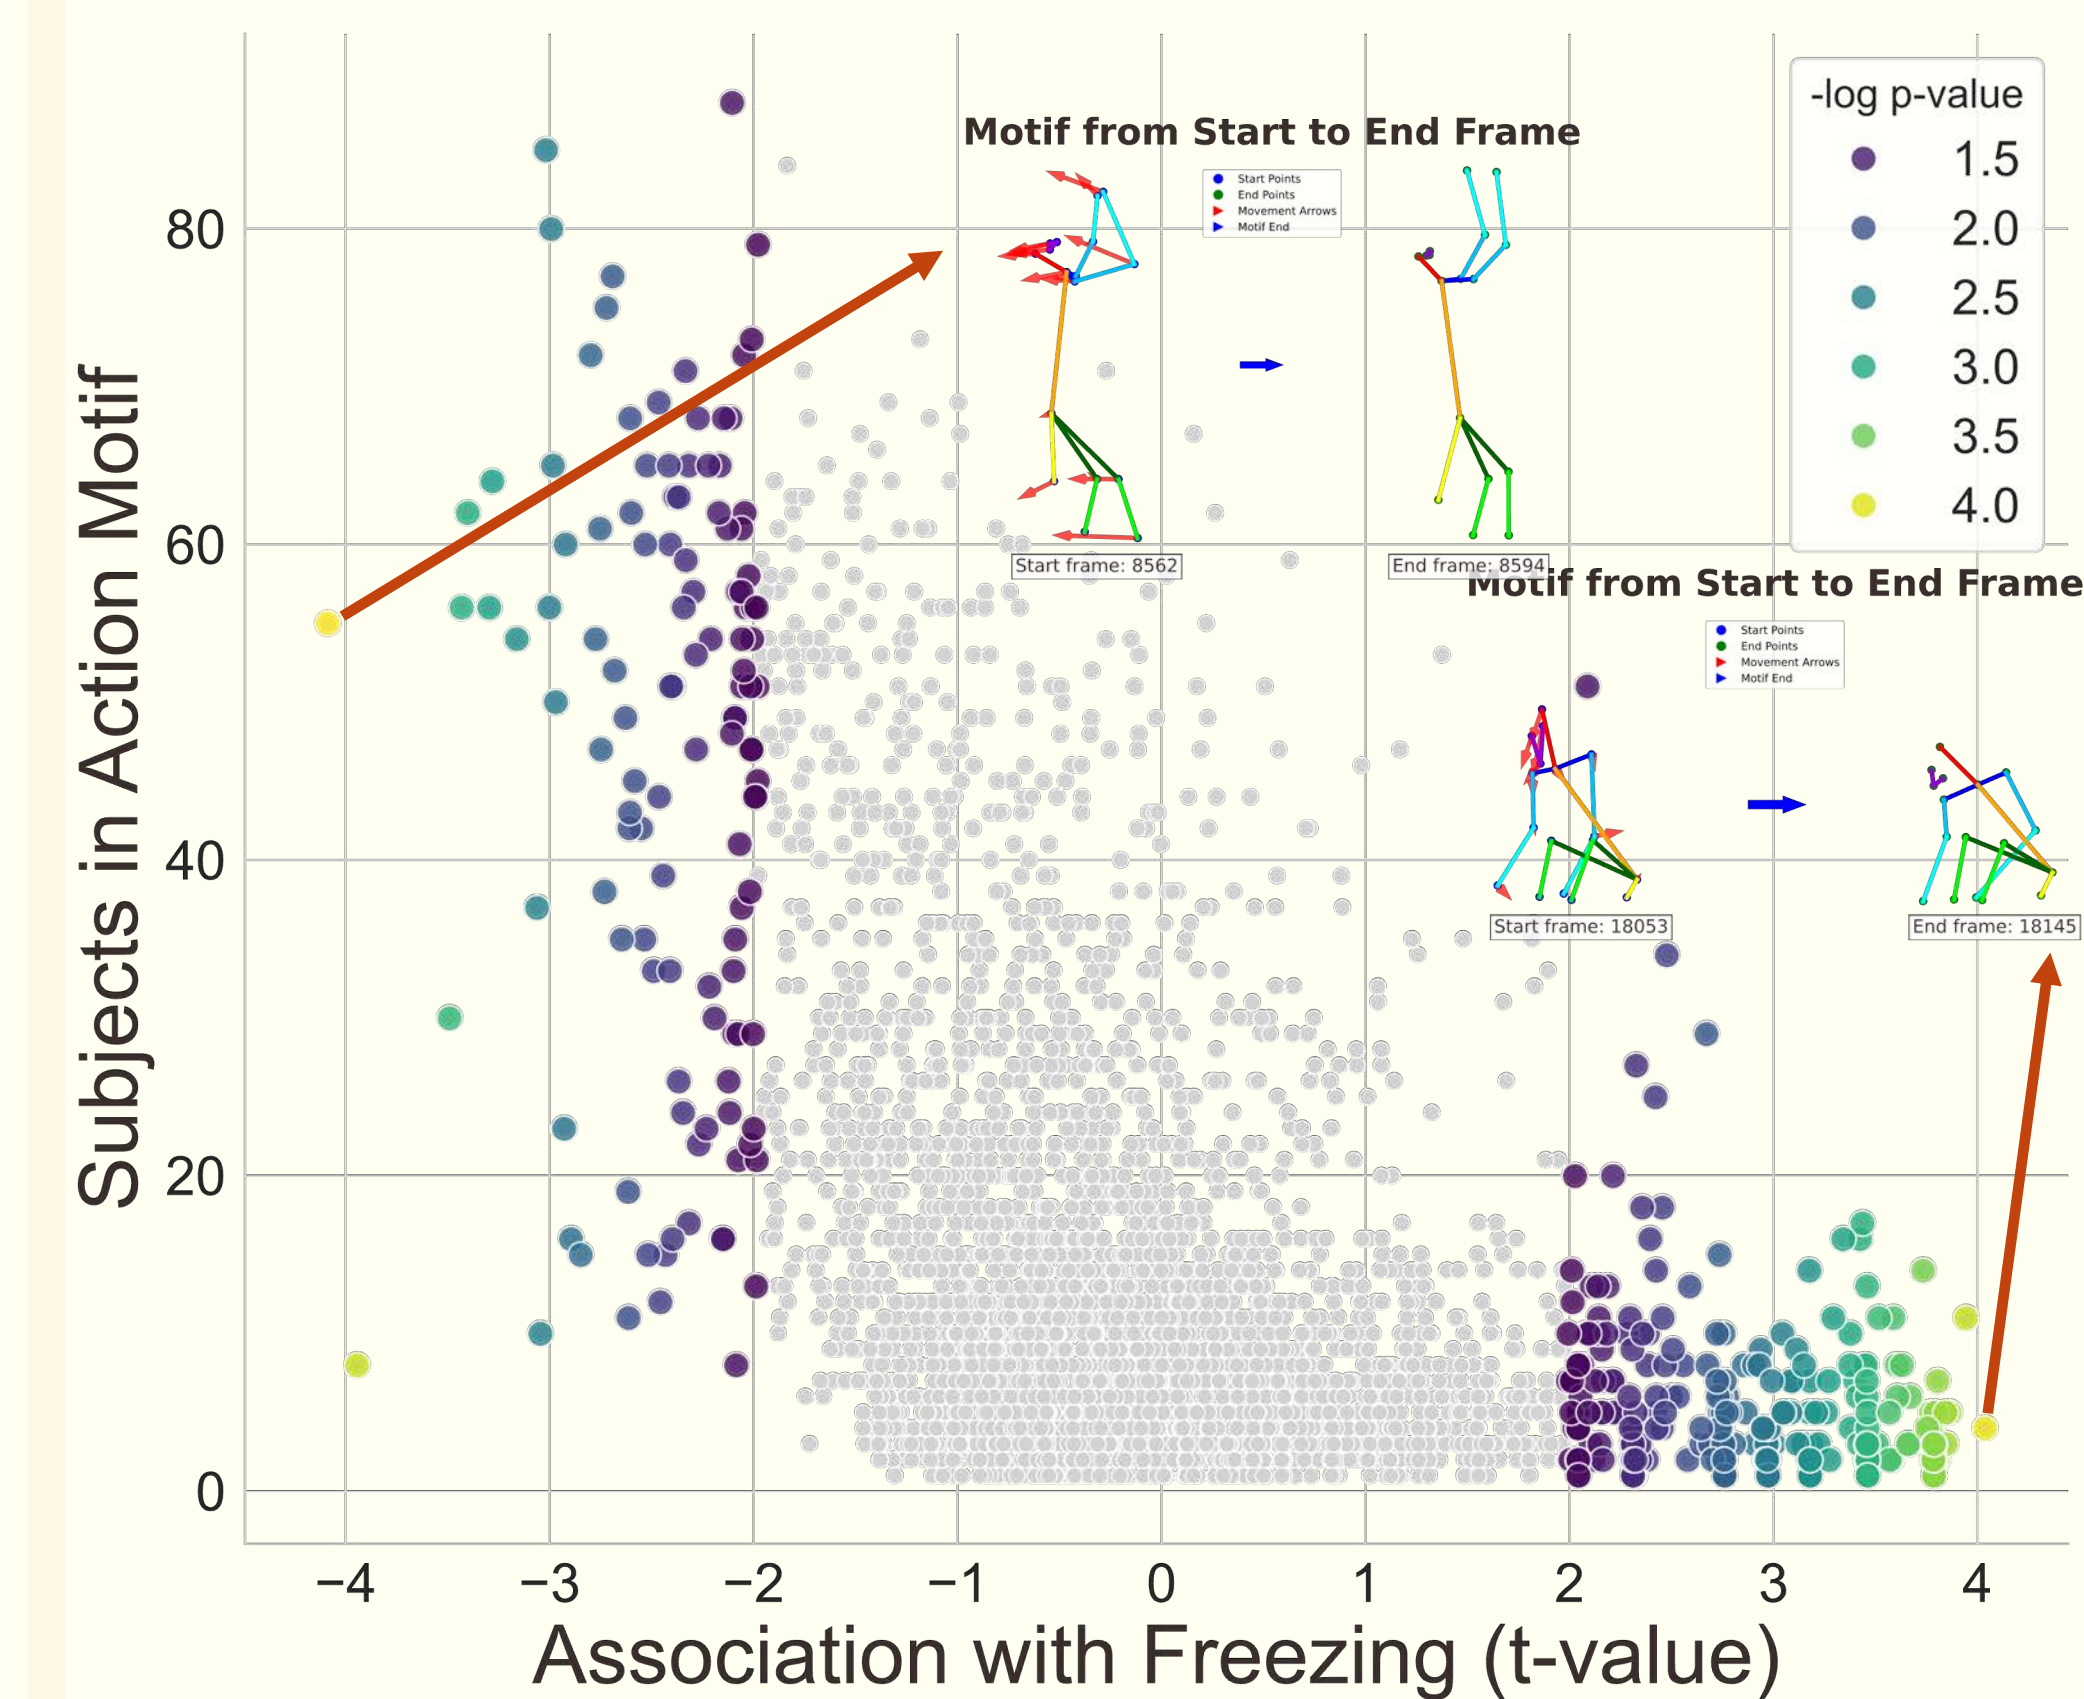 Subjects in Action Motif
80
60
40
20
0
−4 −3 −2 −1 0 1 2 3 4
Association with Freezing (t-value)
-log p-value
1.5
2.0
2.5
3.0
3.5
4.0
Motif from Start to End Frame
Start Points
End Points
Movement Arrows
Motif End
Start frame: 8562
End frame: 8594
Motif from Start to End Frame
Start Points
End Points
Movement Arrows
Motif End
Start frame: 18053
End frame: 18145